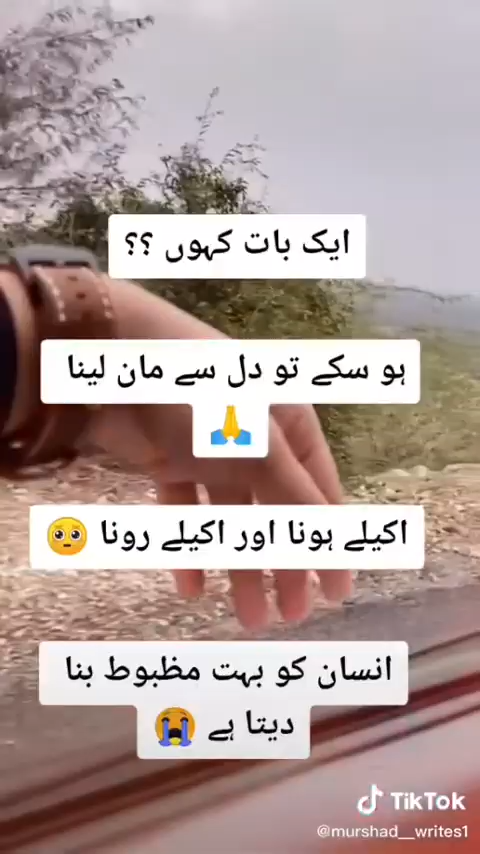 ایک بات کہوں ؟؟
ہو سکے تو دل سے مان لینا
🙏
اکیلے ہونا اور اکیلے رونا 🥺
انسان کو بہت مظبوط بنا
دیتا ہے 😭
TikTok
@murshad__writes1